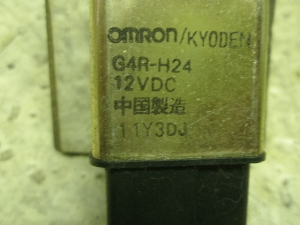 omron/KYODEN
G4R-H24
12VDC
中国製造
11Y3DJ